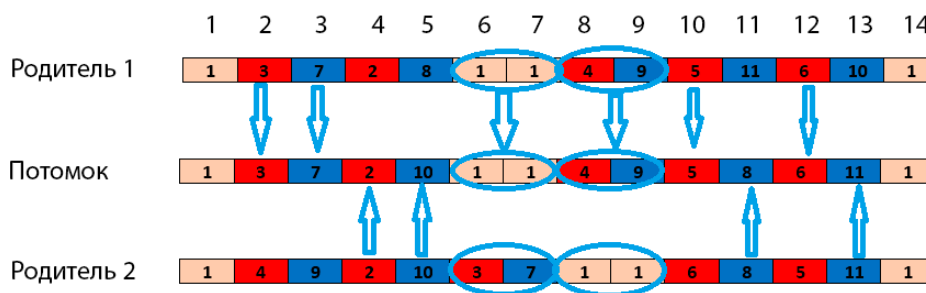 1 2 3 4 5 6 7 8 9 10 11 12 13 14
Родитель 1 1 3 7 2 8 1 1 4 9 5 11 6 10 1
Потомок 1 3 7 2 10 1 1 4 9 5 8 6 11 1
Родитель 2 1 4 9 2 10 3 7 1 1 6 8 5 11 1